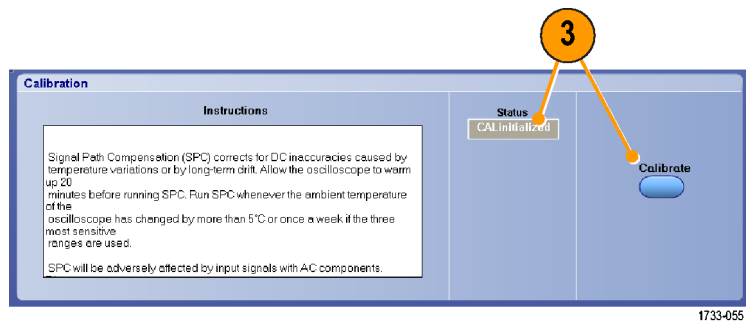 3
Calibration
Instructions
Status
CALinitialized
Signal Path Compensation (SPC) corrects for DC inaccuracies caused by
temperature variations or by long-term drift. Allow the oscilloscope to warm
up 20
minutes before running SPC. Run SPC whenever the ambient temperature
of the
oscilloscope has changed by more than 5°C or once a week if the three
most sensitive
ranges are used.
SPC will be adversely affected by input signals with AC components.
Calibrate
1733-055